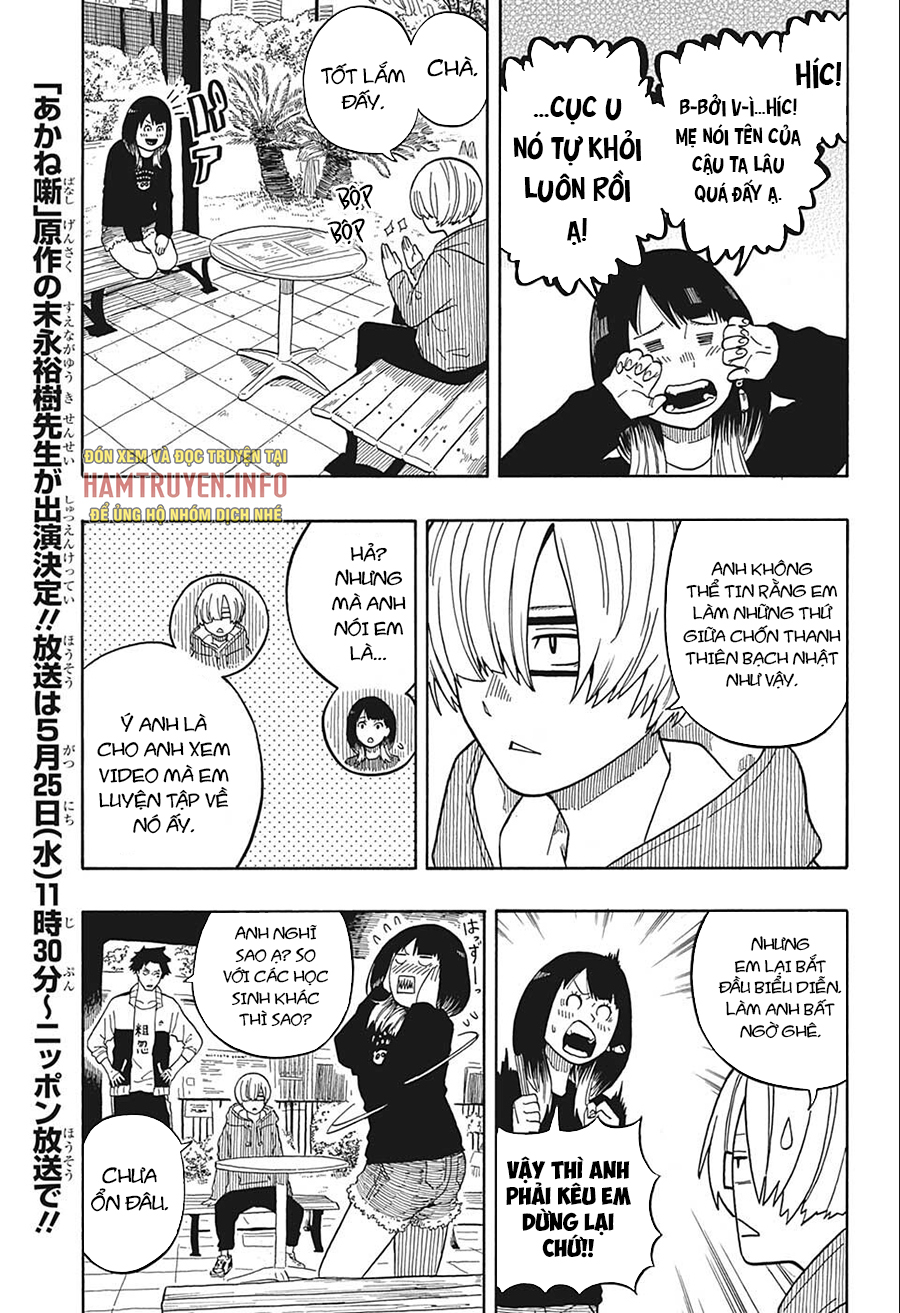 HÍC!
B-BỞI V-Ì...HÍC!
MẸ NÓI TÊN CỦA
CẬU TA LÂU
QUÁ ĐẤY Ạ.
...CỤC U
NÓ TỰ KHỎI
LUÔN RỒI
Ạ!
CHÀ.
TỐT LẮM
ĐẤY.
BỘP
BỘP
ĐÓN XEM VÀ ĐỌC TRUYỆN TẠI
HAMTRUYEN.INFO
ĐỂ ỦNG HỘ NHÓM DỊCH NHÉ
ANH KHÔNG
THỂ TIN RẰNG EM
LÀM NHỮNG THỨ
GIỮA CHỐN THANH
THIÊN BẠCH NHẬT
NHƯ VẬY.
HẢ?
NHƯNG
MÀ ANH
NÓI EM
LÀ...
Ý ANH LÀ
CHO ANH XEM
VIDEO MÀ EM
LUYỆN TẬP VỀ
NÓ ẤY.
NHƯNG
EM LẠI BẮT
ĐẦU BIỂU DIỄN.
LÀM ANH BẤT
NGỜ GHÊ.
VẬY THÌ ANH
PHẢI KÊU EM
DỪNG LẠI
CHỨ!!
はっずーっ
ANH NGHĨ
SAO Ạ? SO
VỚI CÁC HỌC
SINH KHÁC
THÌ SAO?
粗忽
CHƯA
ỔN ĐÂU.
「あかね噺」原作の末永裕樹先生が出演決定!!放送は5月25日(水)11時30分～ニッポン放送で!!